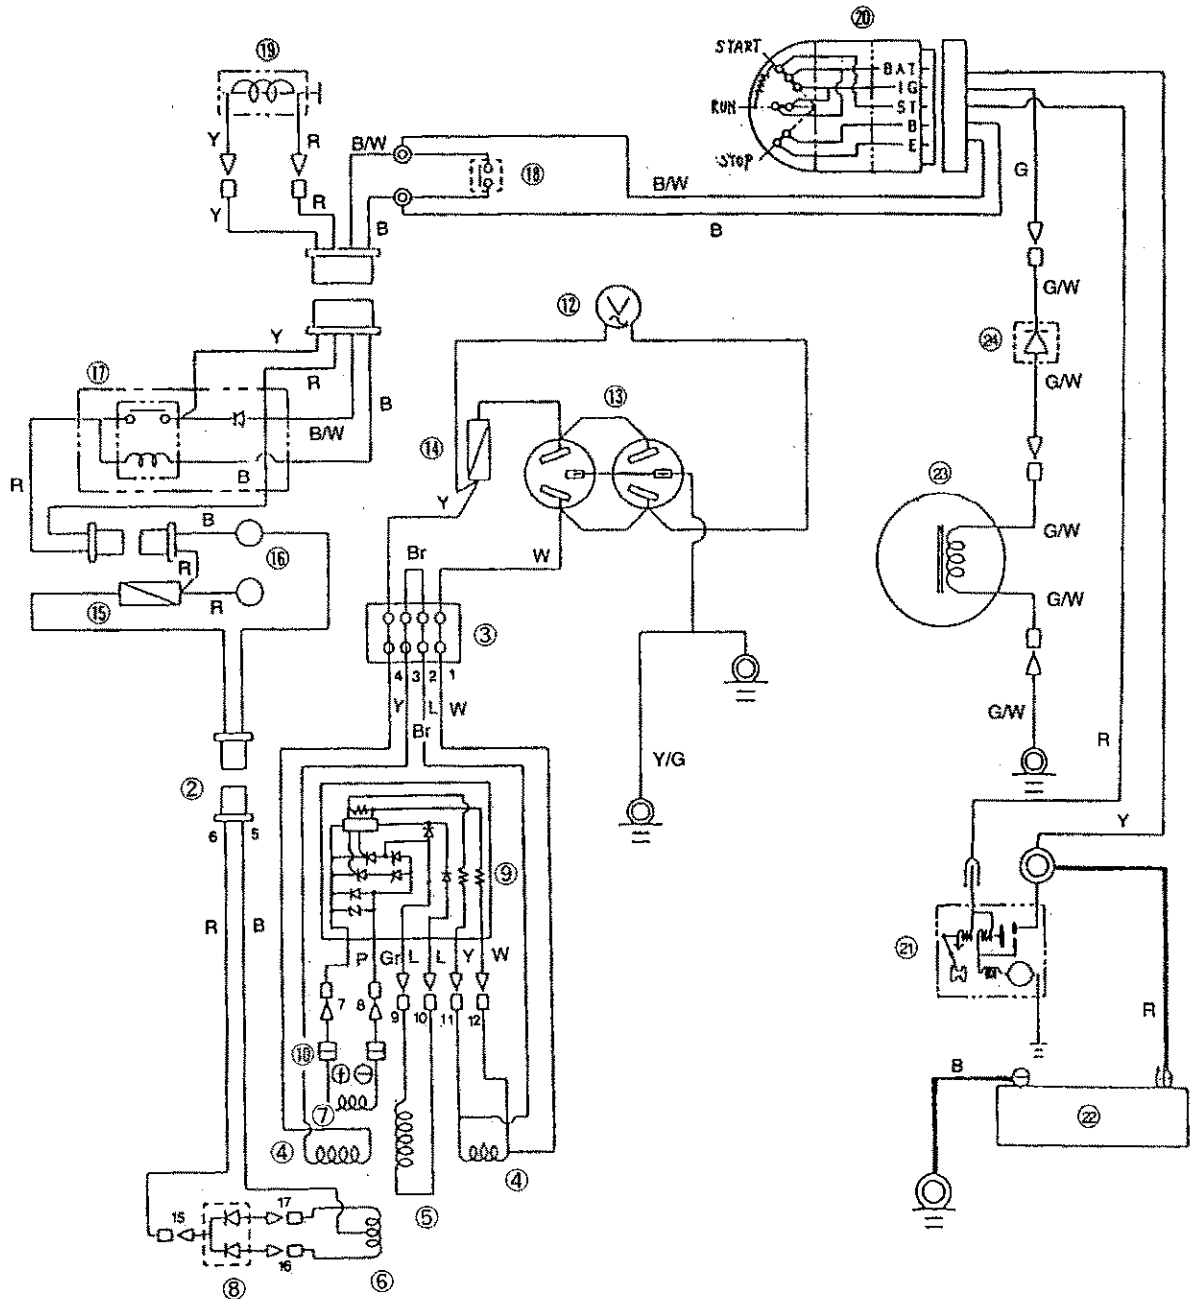 ⑳
START
BAT
IG
RUN
ST
B
STOP
E
⑲
Y
R
Y
R
B/W
B
⑱
B/W
B
G
G/W
㉔
G/W
⑫
⑬
⑭
Y
R
⑰
B
B/W
B
R
B
⑯
R
R
⑮
Y
Br
W
③
4 3 2 1
Y
L
W
Br
㉓
G/W
G/W
G/W
R
Y
Y/G
②
6
5
R
B
⑨
P
Gr
L
L
Y
W
7
8
9
10
11
12
⑩
⑦
④
④
⑤
⑥
15
17
16
⑧
㉑
R
B
㉒